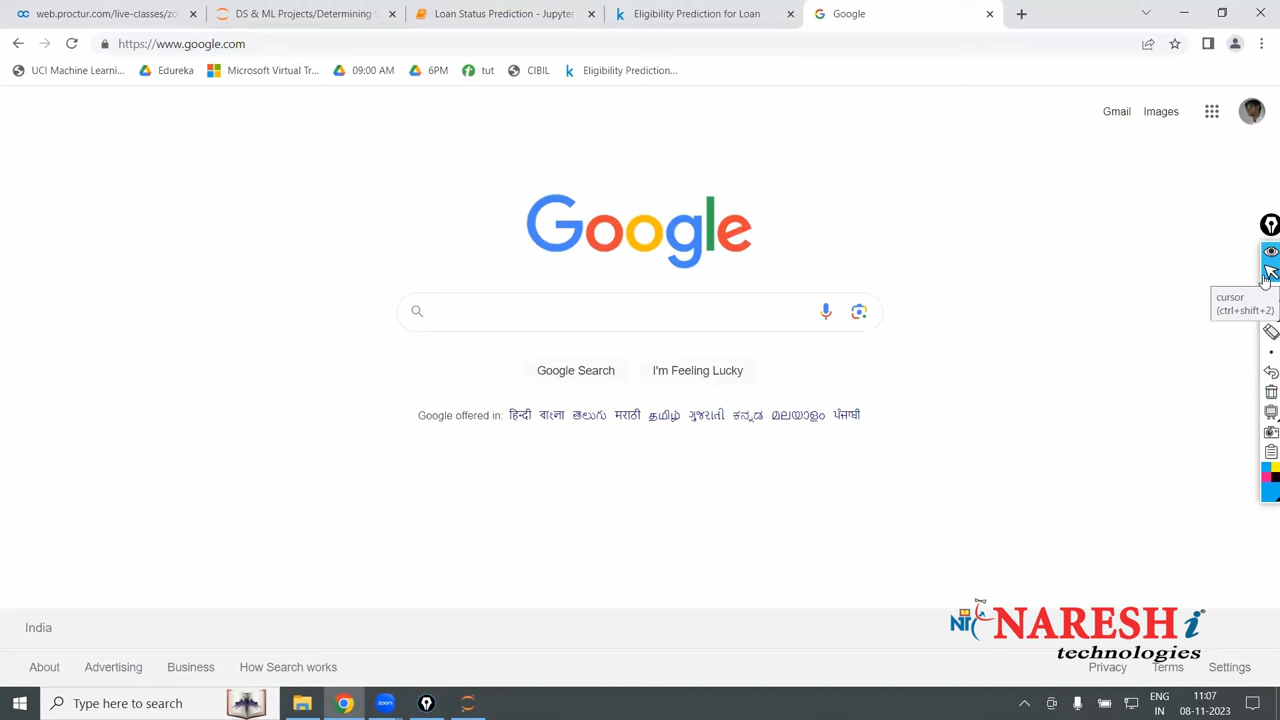 web.proctur.com/live-classes/zo
DS & ML Projects/Determining
Loan Status Prediction - Jupyter
Eligibility Prediction for Loan
Google
https://www.google.com
UCI Machine Learni...
Edureka
Microsoft Virtual Tr...
09:00 AM
6PM
tut
CIBIL
Eligibility Prediction...
Gmail
Images
Google
cursor
(ctrl+shift+2)
Google Search
I'm Feeling Lucky
Google offered in: हिन्दी বাংলা తెలుగు मराठी தமிழ் ગુજરાતી ಕನ್ನಡ മലയാളം ਪੰਜਾਬੀ
NT
NARESH i
technologies
India
About
Advertising
Business
How Search works
Privacy
Terms
Settings
Type here to search
zoom
ENG
IN
11:07
08-11-2023